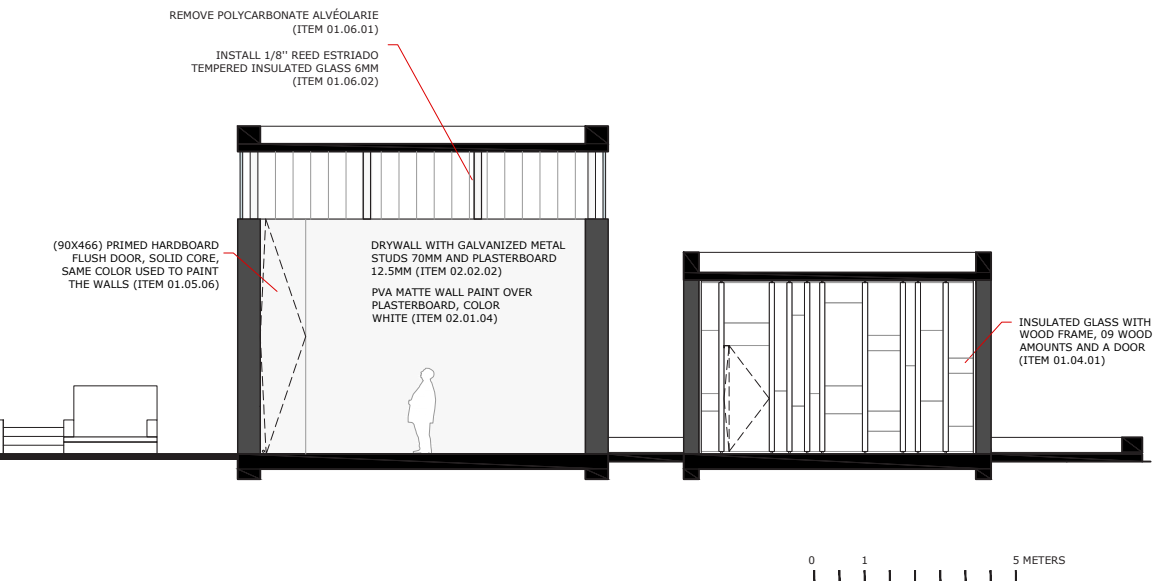 REMOVE POLYCARBONATE ALVÉOLARIE
(ITEM 01.06.01)
INSTALL 1/8'' REED ESTRIADO
TEMPERED INSULATED GLASS 6MM
(ITEM 01.06.02)
(90X466) PRIMED HARDBOARD
FLUSH DOOR, SOLID CORE,
SAME COLOR USED TO PAINT
THE WALLS (ITEM 01.05.06)
DRYWALL WITH GALVANIZED METAL
STUDS 70MM AND PLASTERBOARD
12.5MM (ITEM 02.02.02)
PVA MATTE WALL PAINT OVER
PLASTERBOARD, COLOR
WHITE (ITEM 02.01.04)
INSULATED GLASS WITH
WOOD FRAME, 09 WOOD
AMOUNTS AND A DOOR
(ITEM 01.04.01)
0 1 5 METERS